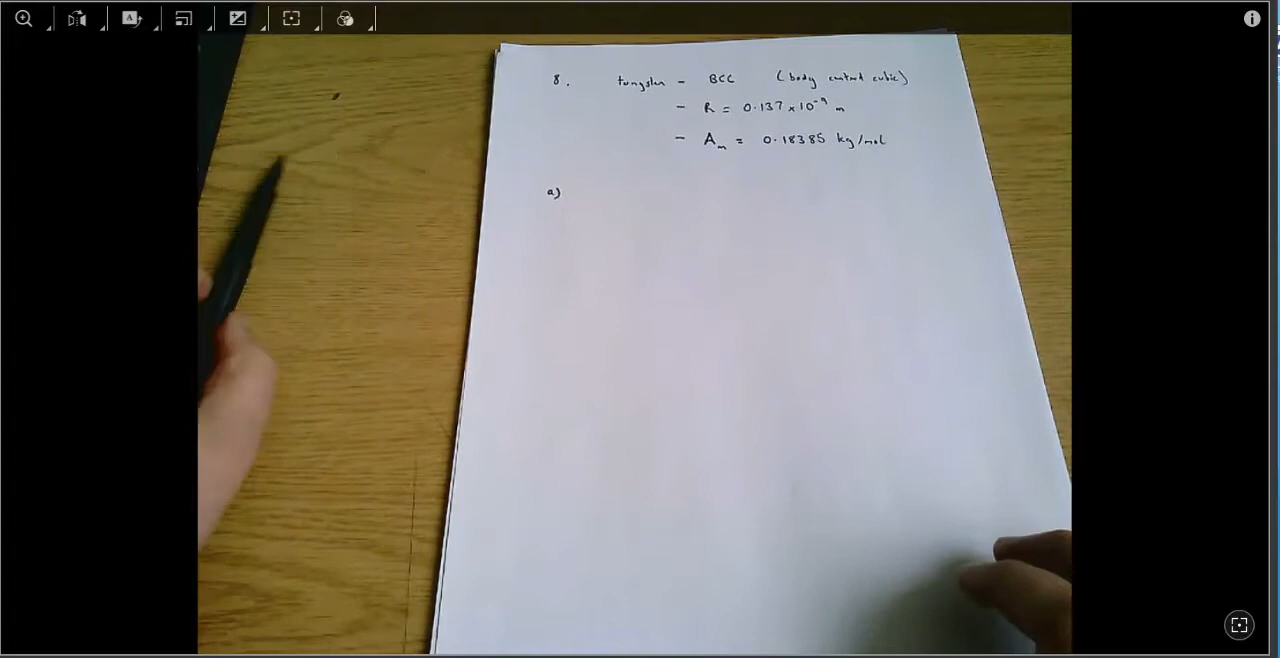 8. tungsten - BCC (body centred cubic)
- R = 0.137 x 10⁻⁹ m
- Aₘ = 0.18385 kg/mol
a)